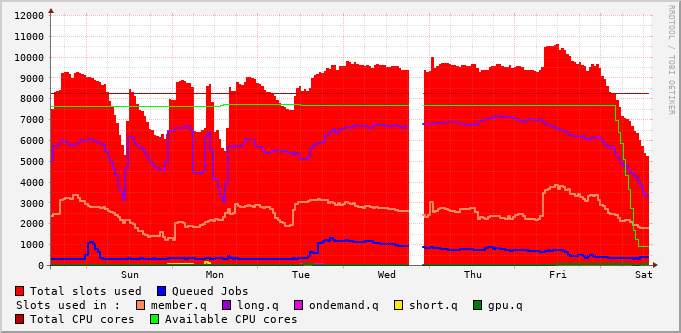 12000
11000
10000
9000
8000
7000
6000
5000
4000
3000
2000
1000
0
Sun Mon Tue Wed Thu Fri Sat
RRDTOOL / TOBI OETIKER
Total slots used Queued Jobs
Slots used in : member.q long.q ondemand.q short.q gpu.q
Total CPU cores Available CPU cores